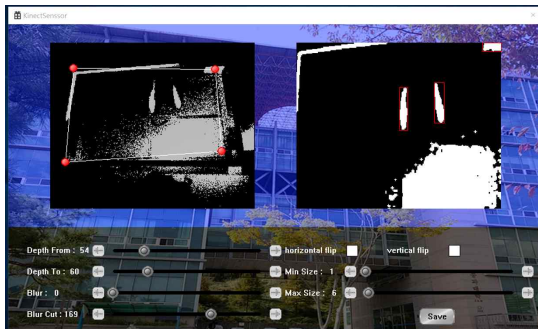 KinectSensor
Depth From : 54
horizontal flip
vertical flip
Depth To : 60
Min Size : 1
Blur : 0
Max Size : 6
Blur Cut : 169
Save